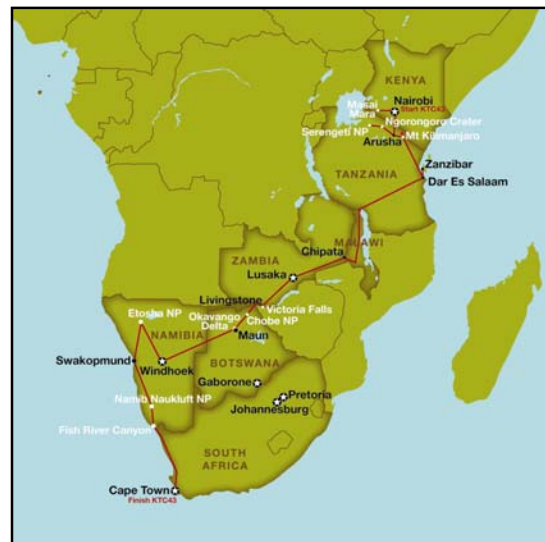 KENYA
Masai
Mara
Nairobi
Start KTC43
Ngorongoro Crater
Serengeti NP
Arusha
Mt Kilimanjaro
Zanzibar
TANZANIA
Dar Es Salaam
MALAWI
Chipata
ZAMBIA
Lusaka
Livingstone
Victoria Falls
Etosha NP
Okavango
Delta
Chobe NP
NAMIBIA
Maun
Swakopmund
Windhoek
BOTSWANA
Gaborone
Pretoria
Namib Naukluft NP
Johannesburg
Fish River Canyon
SOUTH
AFRICA
Cape Town
Finish KTC43